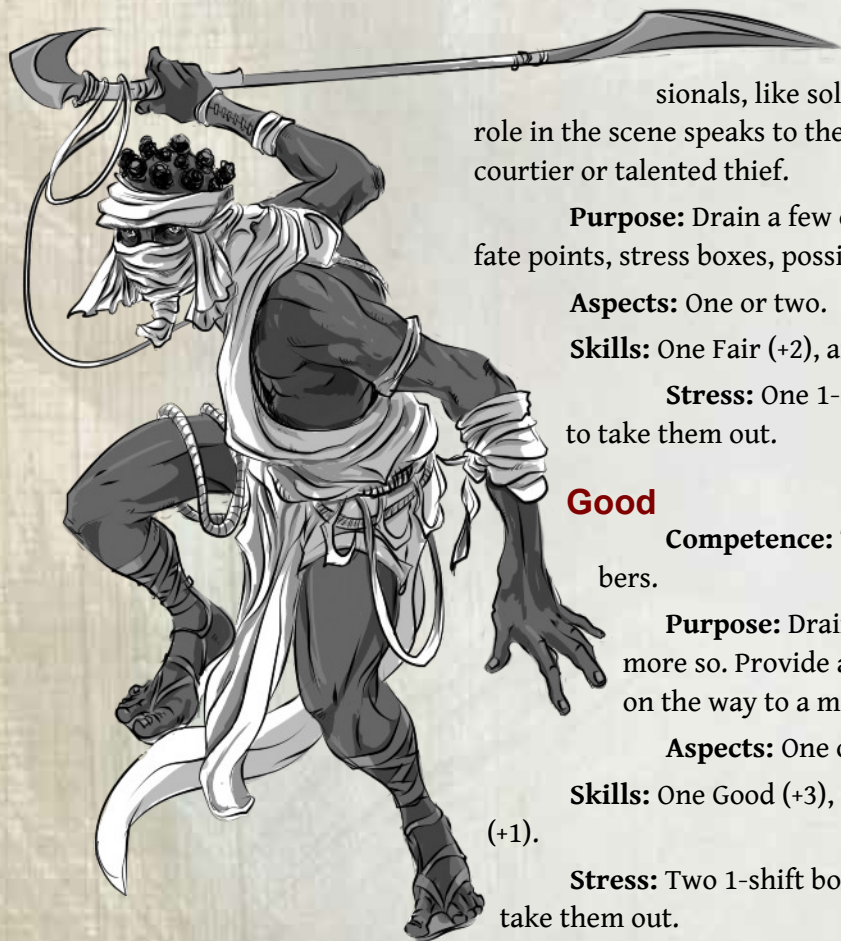 sionals, like sol
role in the scene speaks to the
courtier or talented thief.
Purpose: Drain a few
fate points, stress boxes, possi
Aspects: One or two.
Skills: One Fair (+2), a
Stress: One 1-
to take them out.
Good
Competence:
bers.
Purpose: Drai
more so. Provide a
on the way to a m
Aspects: One o
Skills: One Good (+3),
(+1).
Stress: Two 1-shift bo
take them out.